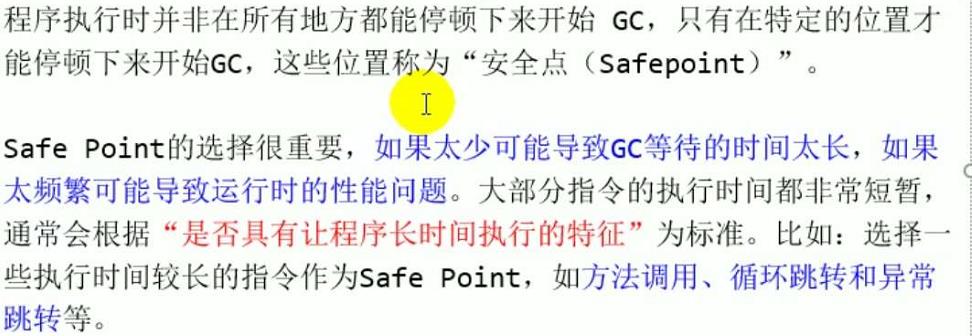 程序执行时并非在所有地方都能停顿下来开始 GC，只有在特定的位置才
能停顿下来开始GC，这些位置称为“安全点（Safepoint）”。
Safe Point的选择很重要，如果太少可能导致GC等待的时间太长，如果
太频繁可能导致运行时的性能问题。大部分指令的执行时间都非常短暂，
通常会根据“是否具有让程序长时间执行的特征”为标准。比如：选择一
些执行时间较长的指令作为Safe Point，如方法调用、循环跳转和异常
跳转等。